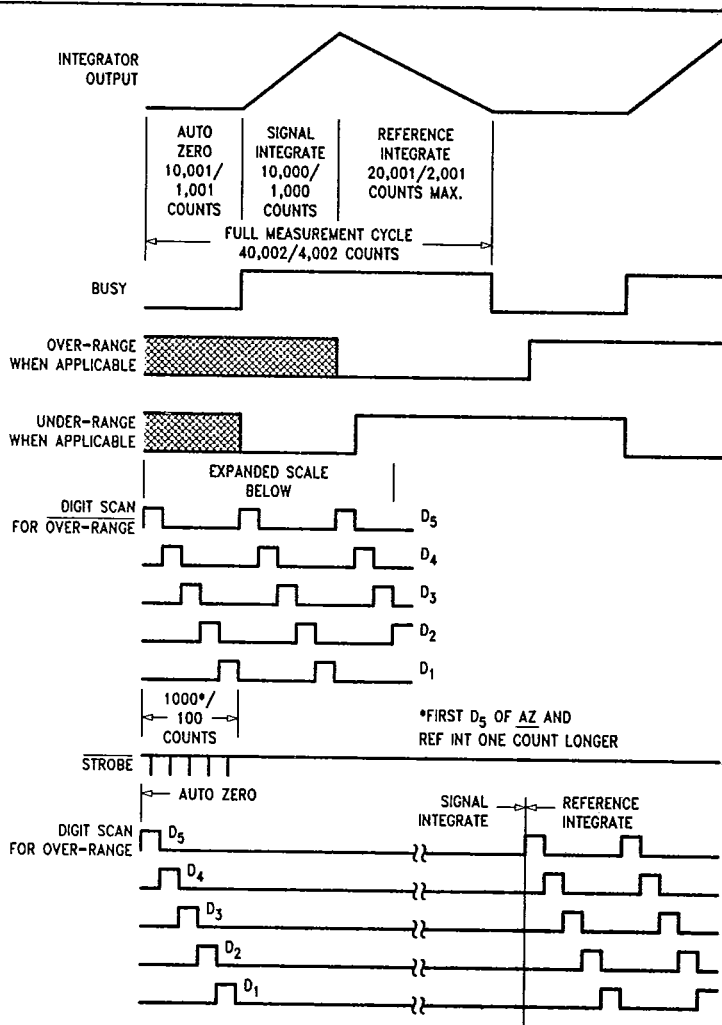 INTEGRATOR
OUTPUT
AUTO
ZERO
10,001/
1,001
COUNTS
SIGNAL
INTEGRATE
10,000/
1,000
COUNTS
REFERENCE
INTEGRATE
20,001/2,001
COUNTS MAX.
FULL MEASUREMENT CYCLE
40,002/4,002 COUNTS
BUSY
OVER-RANGE
WHEN APPLICABLE
UNDER-RANGE
WHEN APPLICABLE
EXPANDED SCALE
BELOW
DIGIT SCAN
FOR OVER-RANGE
D5
D4
D3
D2
D1
1000*/
100
COUNTS
*FIRST D5 OF AZ AND
REF INT ONE COUNT LONGER
STROBE
AUTO ZERO
SIGNAL
INTEGRATE
REFERENCE
INTEGRATE
DIGIT SCAN
FOR OVER-RANGE
D5
D4
D3
D2
D1